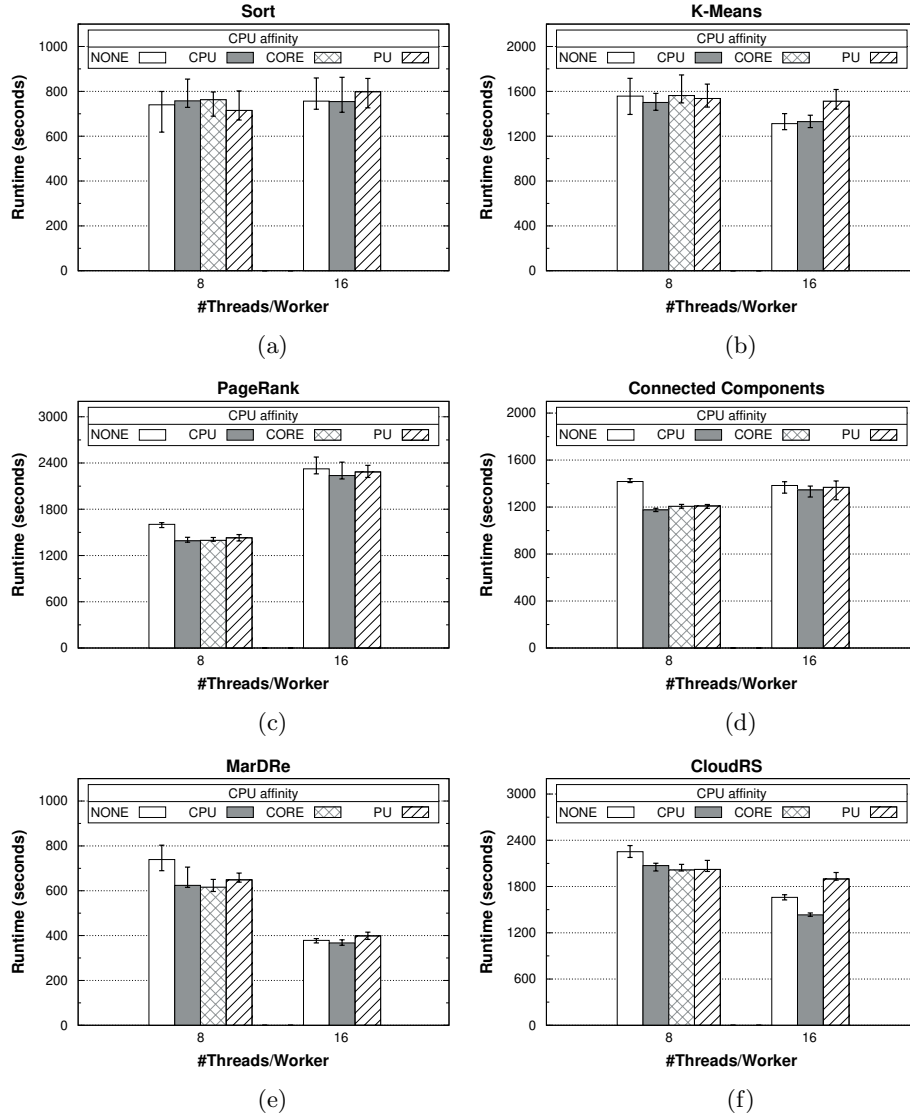 Sort
CPU affinity
NONE CPU CORE PU
Runtime (seconds)
1000
800
600
400
200
0
8 16
#Threads/Worker
(a)
K-Means
CPU affinity
NONE CPU CORE PU
Runtime (seconds)
2000
1600
1200
800
400
0
8 16
#Threads/Worker
(b)
PageRank
CPU affinity
NONE CPU CORE PU
Runtime (seconds)
3000
2400
1800
1200
600
0
8 16
#Threads/Worker
(c)
Connected Components
CPU affinity
NONE CPU CORE PU
Runtime (seconds)
2000
1600
1200
800
400
0
8 16
#Threads/Worker
(d)
MarDRe
CPU affinity
NONE CPU CORE PU
Runtime (seconds)
1000
800
600
400
200
0
8 16
#Threads/Worker
(e)
CloudRS
CPU affinity
NONE CPU CORE PU
Runtime (seconds)
3000
2400
1800
1200
600
0
8 16
#Threads/Worker
(f)